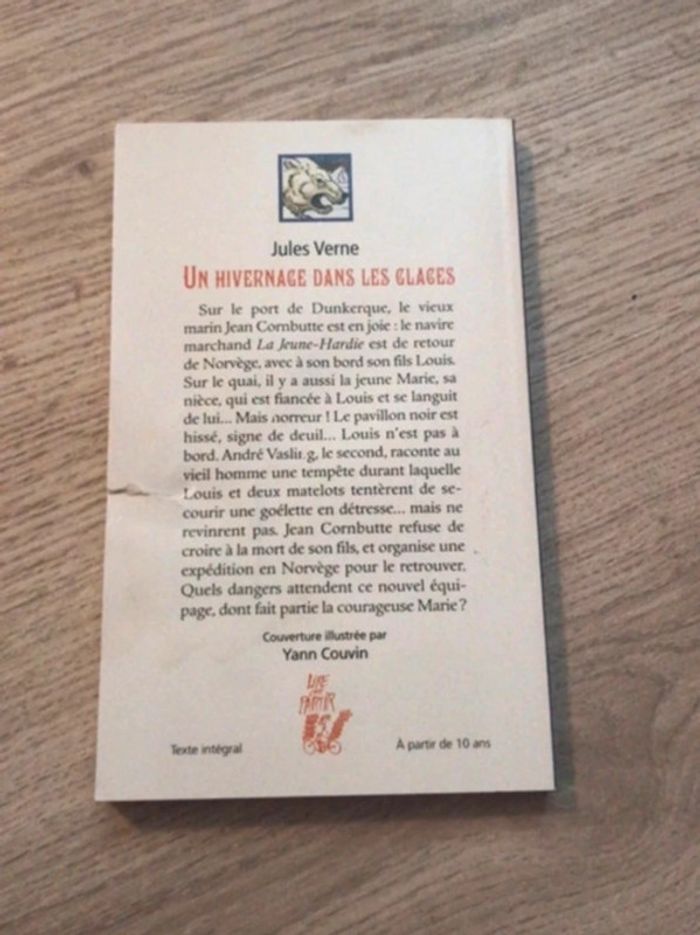 Jules Verne
UN HIVERNAGE DANS LES GLACES
Sur le port de Dunkerque, le vieux
marin Jean Cornbutte est en joie : le navire
marchand La Jeune-Hardie est de retour
de Norvège, avec à son bord son fils Louis.
Sur le quai, il y a aussi la jeune Marie, sa
nièce, qui est fiancée à Louis et se languit
de lui... Mais horreur ! Le pavillon noir est
hissé, signe de deuil... Louis n'est pas à
bord. André Vasling, le second, raconte au
vieil homme une tempête durant laquelle
Louis et deux matelots tentèrent de se-
courir une goélette en détresse... mais ne
revinrent pas. Jean Cornbutte refuse de
croire à la mort de son fils, et organise une
expédition en Norvège pour le retrouver.
Quels dangers attendent ce nouvel équi-
page, dont fait partie la courageuse Marie ?
Couverture illustrée par
Yann Couvin
LIRE
POUR
PARTIR
Texte intégral
À partir de 10 ans